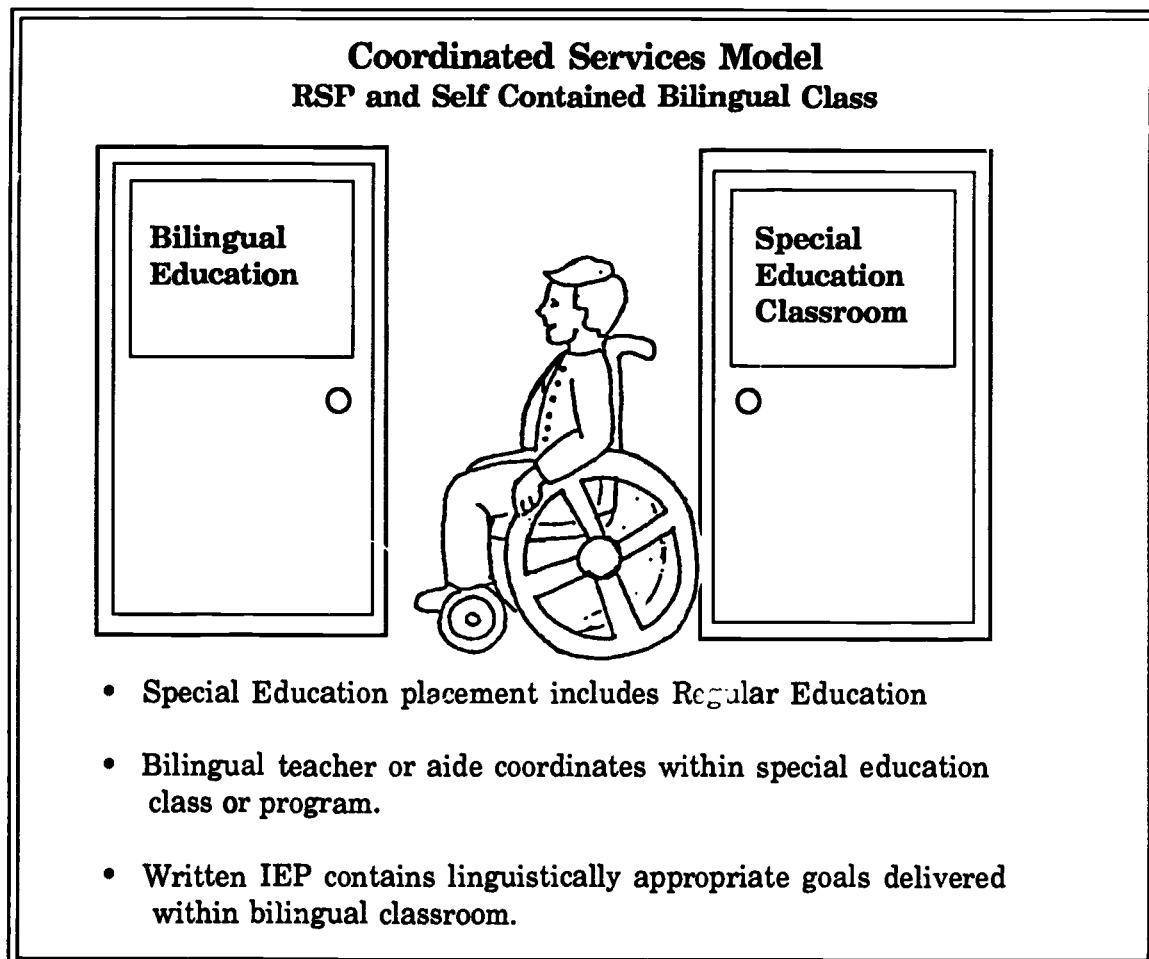 Coordinated Services Model
RSP and Self Contained Bilingual Class
Bilingual
Education
Special
Education
Classroom
• Special Education placement includes Regular Education
• Bilingual teacher or aide coordinates within special education
class or program.
• Written IEP contains linguistically appropriate goals delivered
within bilingual classroom.